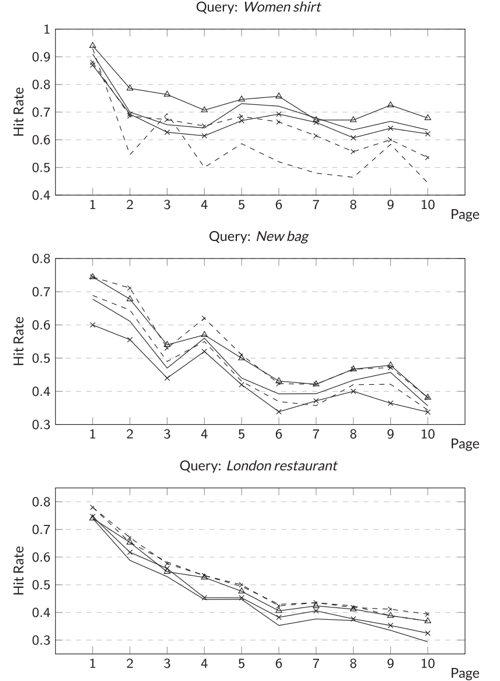 Query: Women shirt
1
0.9
0.8
0.7
0.6
0.5
0.4
Hit Rate
1 2 3 4 5 6 7 8 9 10
Page
Query: New bag
0.8
0.7
0.6
0.5
0.4
0.3
Hit Rate
1 2 3 4 5 6 7 8 9 10
Page
Query: London restaurant
0.8
0.7
0.6
0.5
0.4
0.3
Hit Rate
1 2 3 4 5 6 7 8 9 10
Page